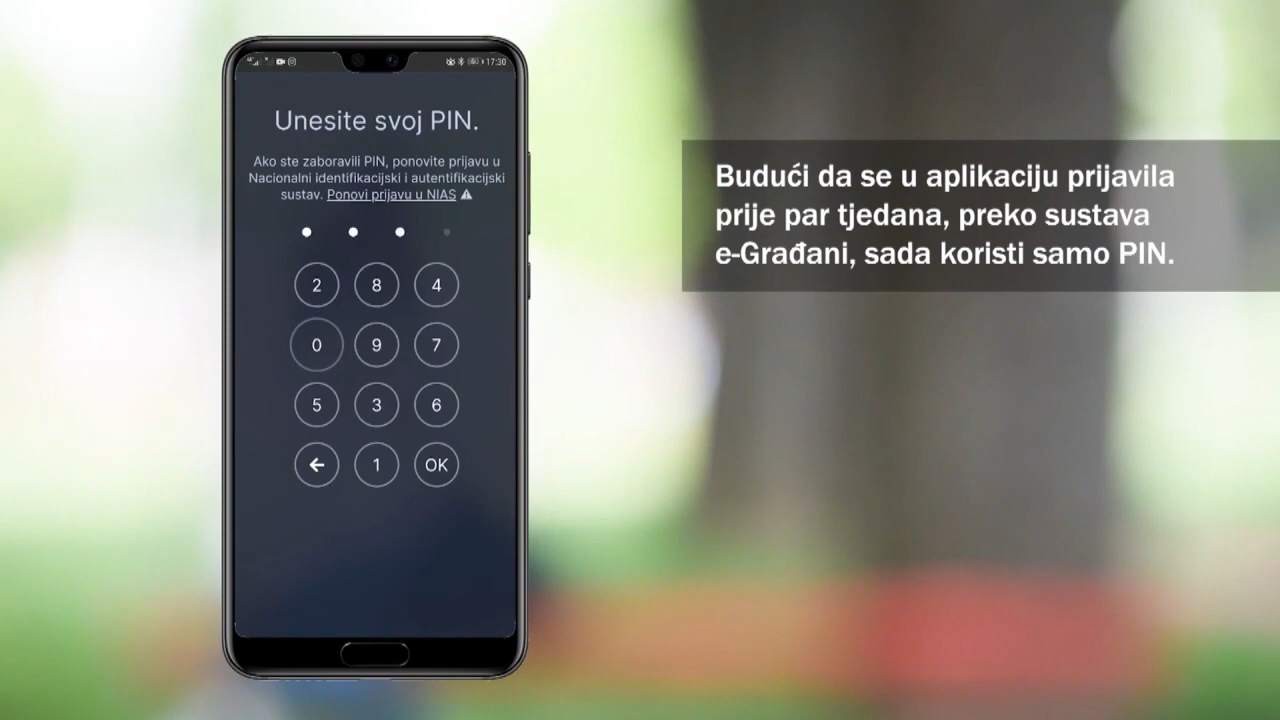 17:30
Unesite svoj PIN.
Ako ste zaboravili PIN, ponovite prijavu u
Nacionalni identifikacijski i autentifikacijski
sustav. Ponovi prijavu u NIAS
2 8 4
0 9 7
5 3 6
← 1 OK
Budući da se u aplikaciju prijavila
prije par tjedana, preko sustava
e-Građani, sada koristi samo PIN.